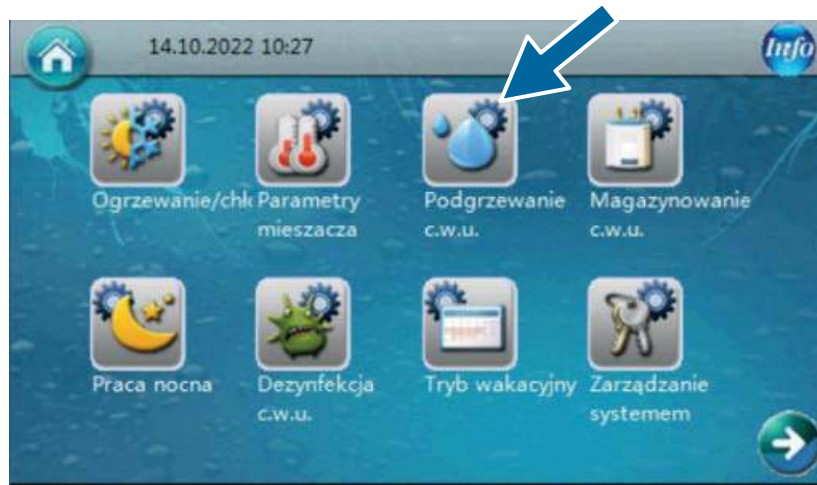 14.10.2022 10:27
Info
Ogrzewanie/chł
Parametry
mieszacza
Podgrzewanie
c.w.u.
Magazynowanie
c.w.u.
Praca nocna
Dezynfekcja
c.w.u.
Tryb wakacyjny
Zarządzanie
systemem